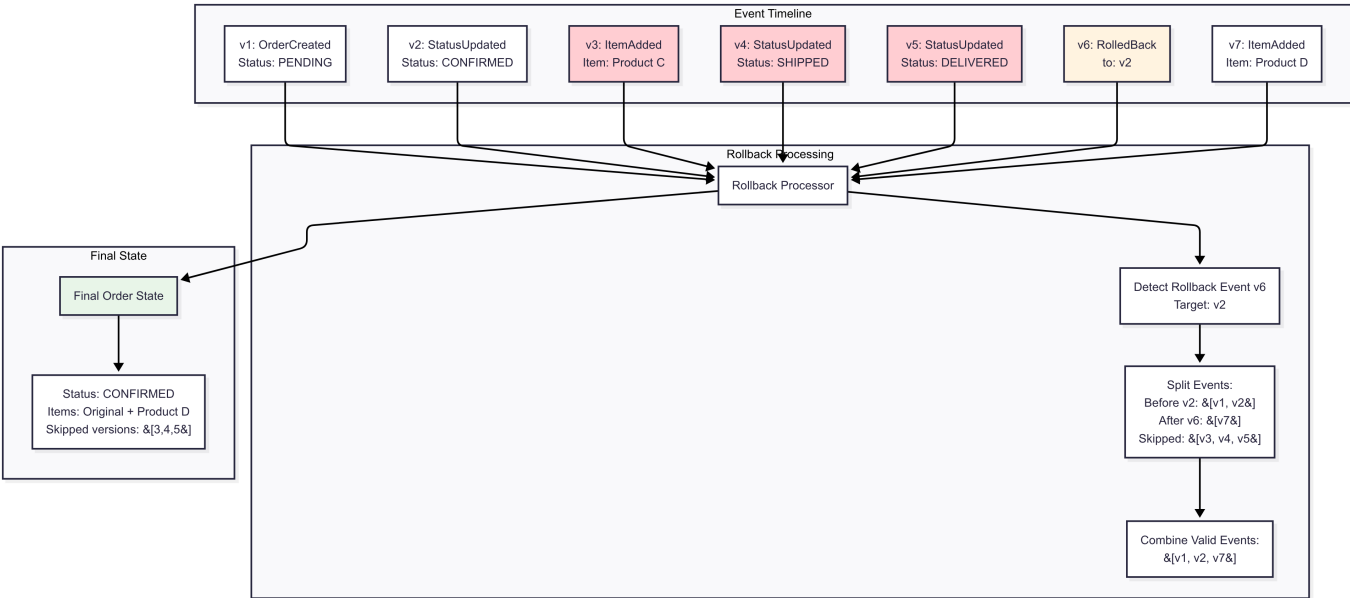 Event Timeline
v1: OrderCreated
Status: PENDING
v2: StatusUpdated
Status: CONFIRMED
v3: ItemAdded
Item: Product C
v4: StatusUpdated
Status: SHIPPED
v5: StatusUpdated
Status: DELIVERED
v6: RolledBack
to: v2
v7: ItemAdded
Item: Product D
Rollback Processing
Rollback Processor
Final State
Final Order State
Status: CONFIRMED
Items: Original + Product D
Skipped versions: &[3,4,5&]
Detect Rollback Event v6
Target: v2
Split Events:
Before v2: &[v1, v2&]
After v6: &[v7&]
Skipped: &[v3, v4, v5&]
Combine Valid Events:
&[v1, v2, v7&]